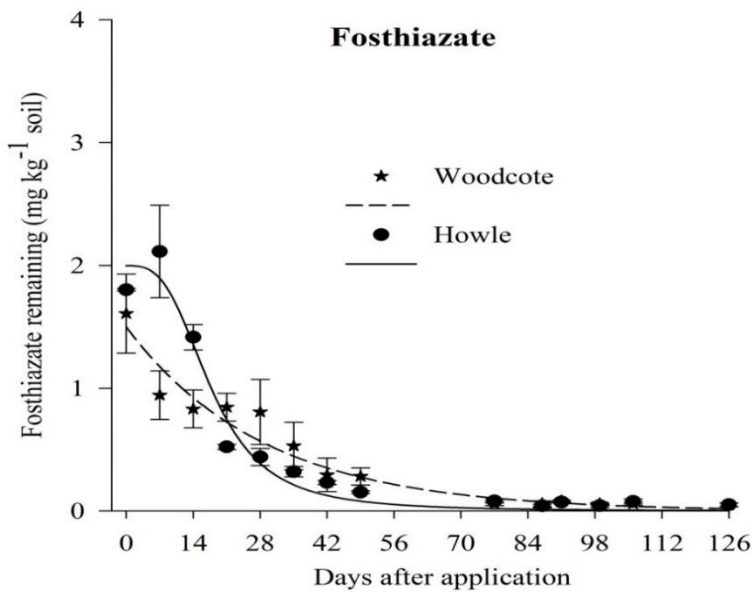 Fosthiazate
Fosthiazate remaining (mg kg⁻¹ soil)
4
3
2
1
0
Woodcote
Howle
0 14 28 42 56 70 84 98 112 126
Days after application